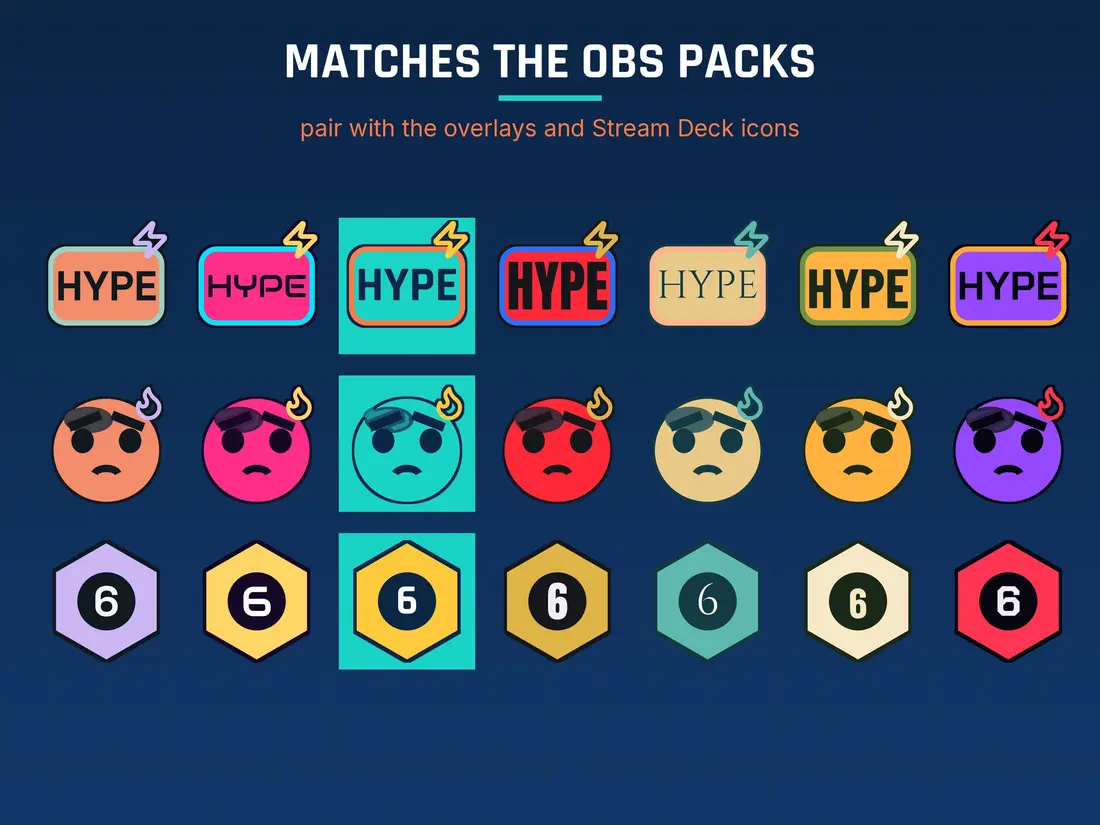 MATCHES THE OBS PACKS
pair with the overlays and Stream Deck icons
HYPE HYPE HYPE HYPE HYPE HYPE HYPE
6 6 6 6 6 6 6